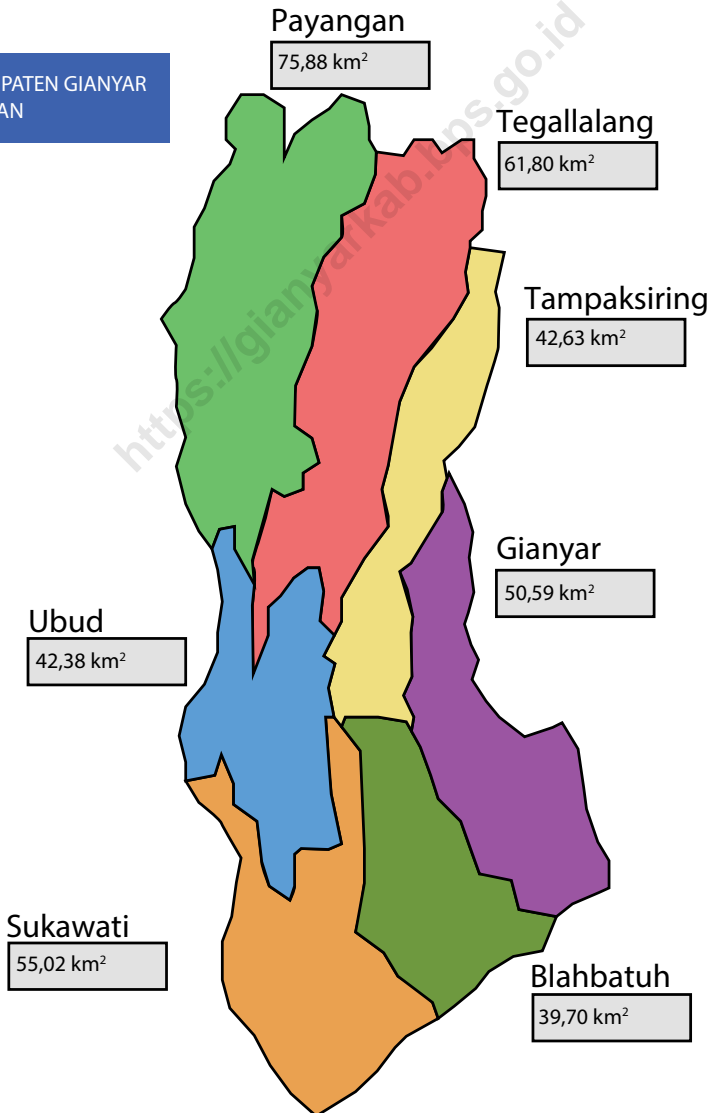 Payangan
75,88 km²
PATEN GIANYAR
AN
Tegallalang
61,80 km²
Tampaksiring
42,63 km²
Gianyar
50,59 km²
Ubud
42,38 km²
Sukawati
55,02 km²
Blahbatuh
39,70 km²
https://gianyarkab.bps.go.id